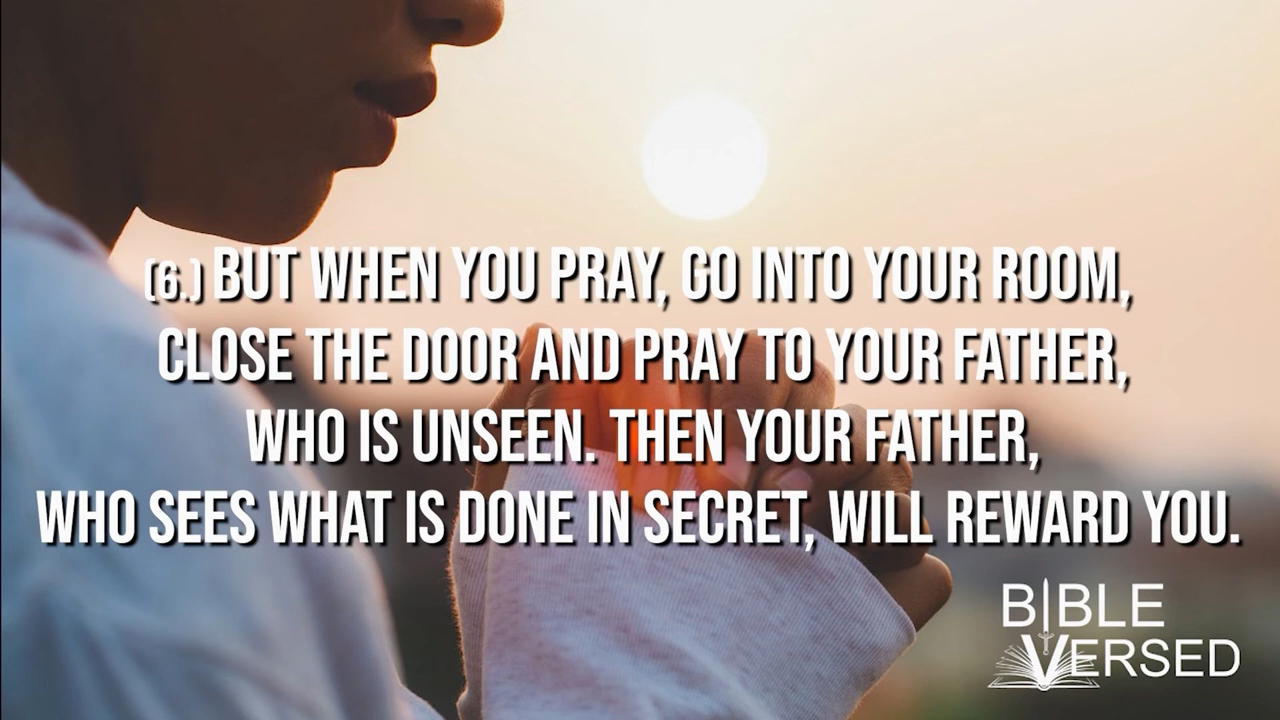 (6.) BUT WHEN YOU PRAY, GO INTO YOUR ROOM,
CLOSE THE DOOR AND PRAY TO YOUR FATHER,
WHO IS UNSEEN. THEN YOUR FATHER,
WHO SEES WHAT IS DONE IN SECRET, WILL REWARD YOU.
BIBLE
VERSED